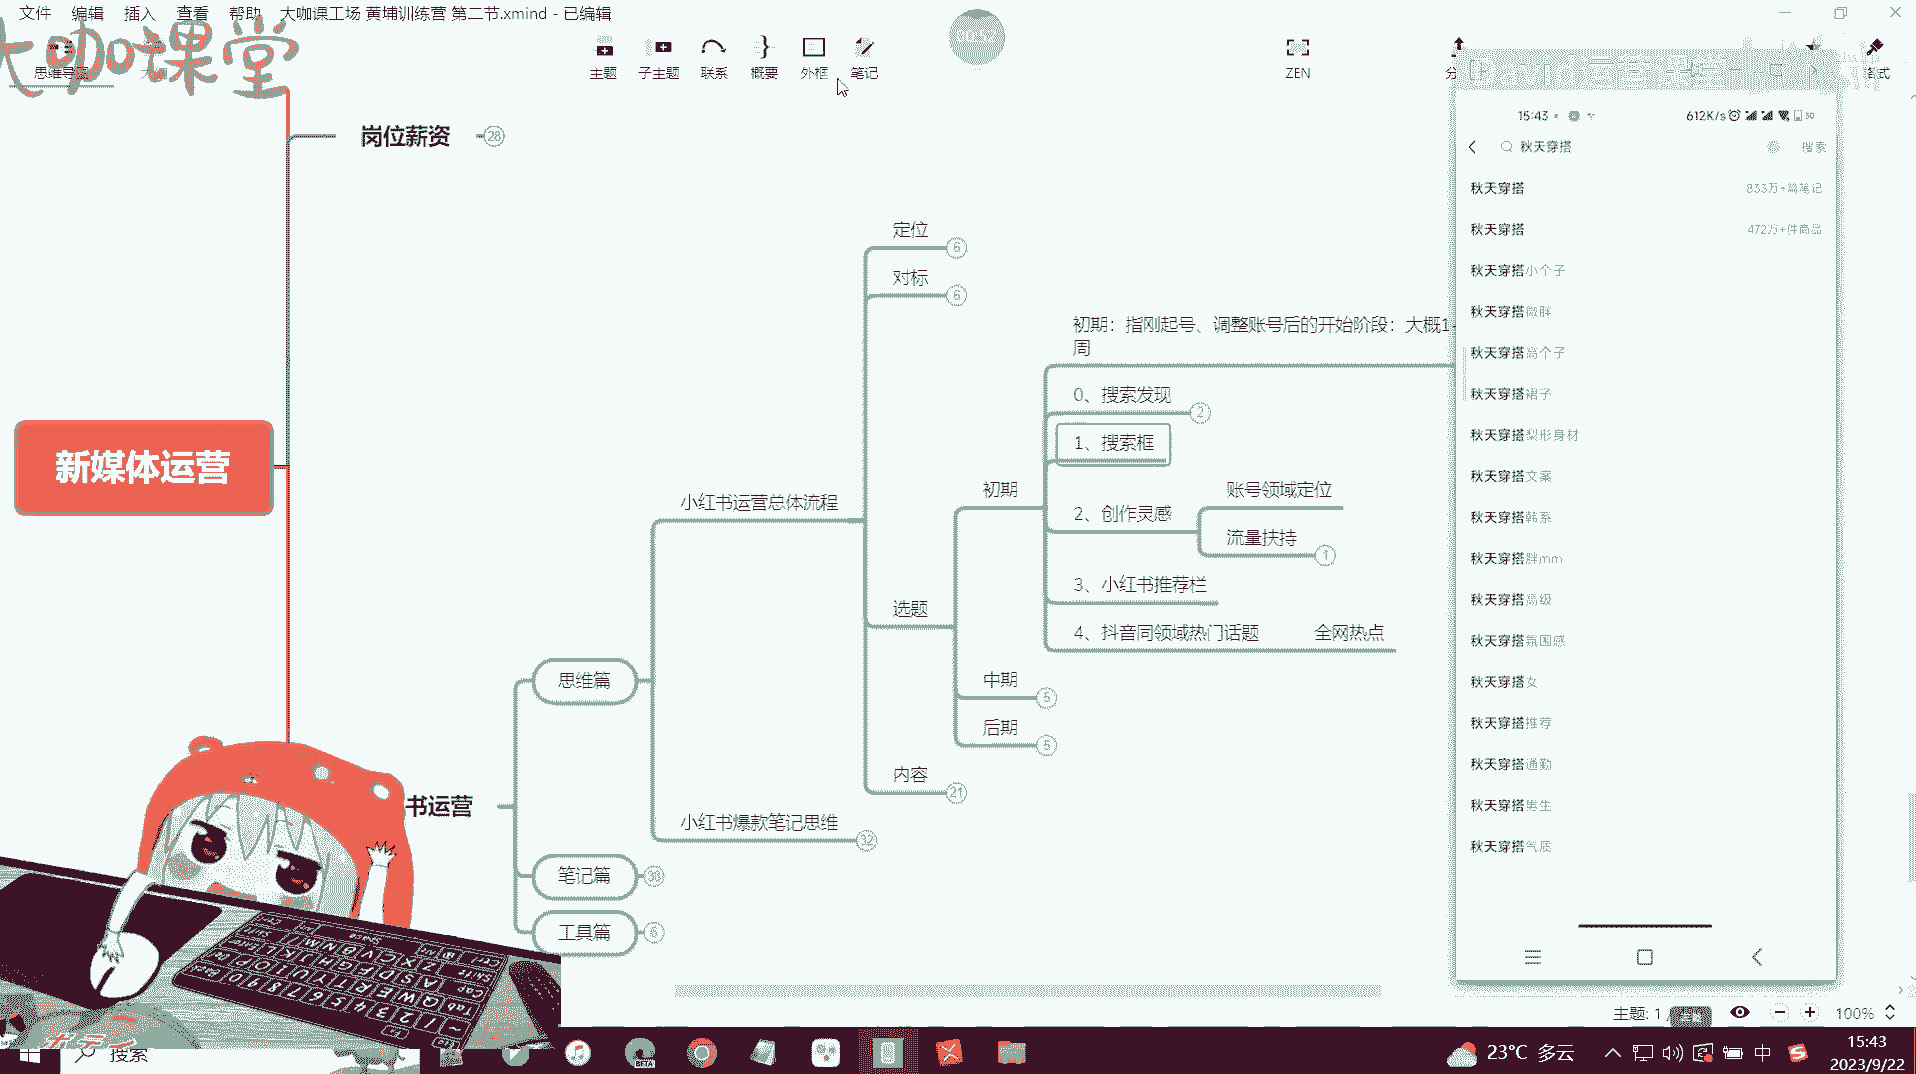 文件 编辑 插入 查看 帮助 大咖课工场 黄埔训练营 第二节.xmind - 已编辑
大咖课堂
思维导图
主题 子主题 联系 概要 外框 笔记 ZEN
00:52
David运营课堂
岗位薪资 28
新媒体运营
书运营
思维篇
笔记篇
工具篇 6
小红书运营总体流程
小红书爆款笔记思维 32
定位 6
对标 6
选题
内容 21
初期
中期 5
后期 5
初期：指刚起号、调整账号后的开始阶段：大概1-
周
0、搜索发现 2
1、搜索框
2、创作灵感
账号领域定位
流量扶持 1
3、小红书推荐栏
4、抖音同领域热门话题 全网热点
15:43 612K/s 30
秋天穿搭 搜索
秋天穿搭 833万+篇笔记
秋天穿搭 472万+件商品
秋天穿搭小个子
秋天穿搭微胖
秋天穿搭高个子
秋天穿搭裙子
秋天穿搭梨形身材
秋天穿搭文案
秋天穿搭韩系
秋天穿搭胖mm
秋天穿搭高级
秋天穿搭氛围感
秋天穿搭女
秋天穿搭推荐
秋天穿搭通勤
秋天穿搭男生
秋天穿搭气质
主题: 1 100%
搜索
BETA
23°C 多云 中 15:43
2023/9/22